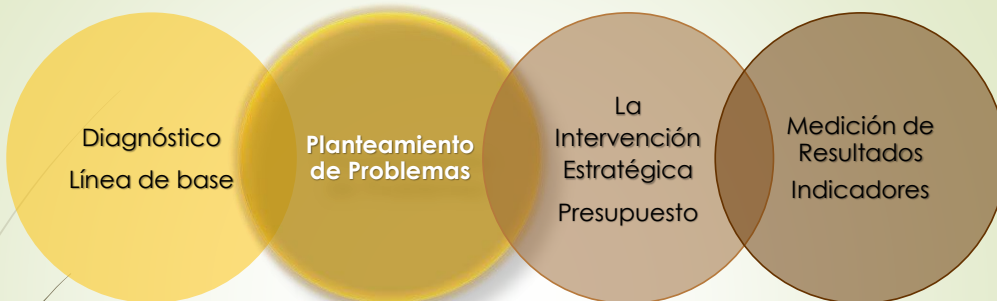 Diagnóstico
Línea de base
Planteamiento
de Problemas
La
Intervención
Estratégica
Presupuesto
Medición de
Resultados
Indicadores